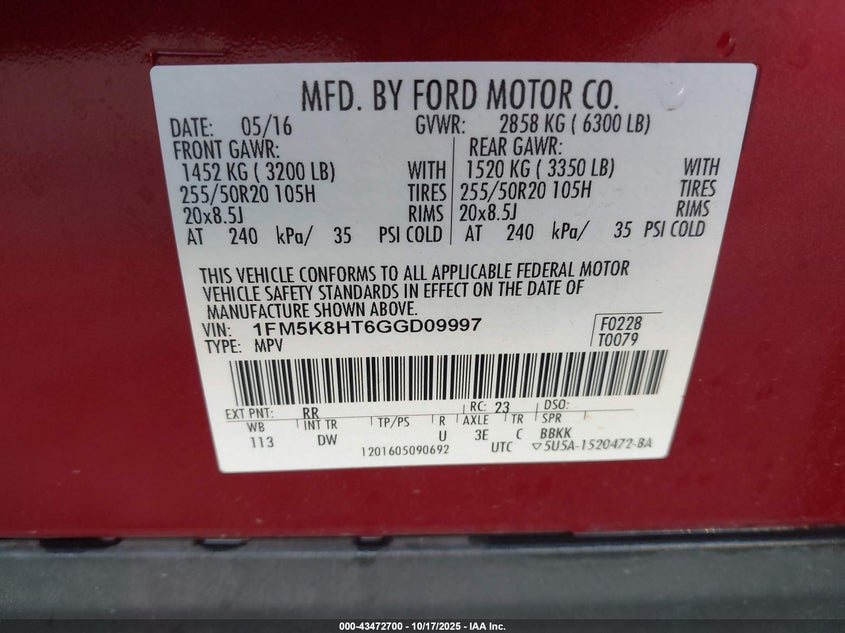 MFD. BY FORD MOTOR CO.
DATE: 05/16 GVWR: 2858 KG ( 6300 LB)
FRONT GAWR: REAR GAWR:
1452 KG ( 3200 LB) WITH 1520 KG ( 3350 LB) WITH
255/50R20 105H TIRES 255/50R20 105H TIRES
20x8.5J RIMS 20x8.5J RIMS
AT 240 kPa/ 35 PSI COLD AT 240 kPa/ 35 PSI COLD
THIS VEHICLE CONFORMS TO ALL APPLICABLE FEDERAL MOTOR
VEHICLE SAFETY STANDARDS IN EFFECT ON THE DATE OF
MANUFACTURE SHOWN ABOVE.
VIN: 1FM5K8HT6GGD09997 F0228
TYPE: MPV T0079
EXT PNT: RR RC: 23 DSO:
WB INT TR TP/PS R AXLE TR SPR
113 DW U 3E C BBKK
1201605090692 UTC ▽5U5A-1520472-BA
000-43472700 - 10/17/2025 - IAA Inc.